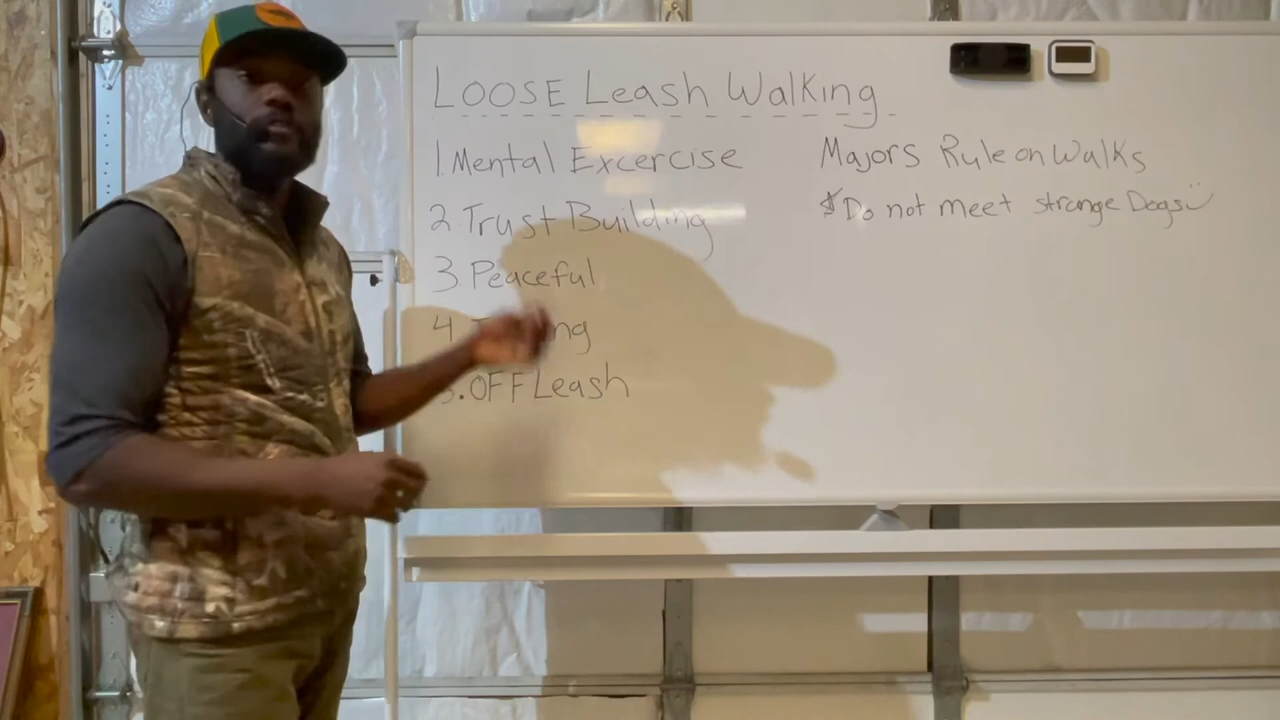 LOOSE Leash Walking
1. Mental Excercise
2. Trust Building
3 Peaceful
4.
5. OFF Leash
Majors Rule on Walks
* Do not meet strange Dogs :)